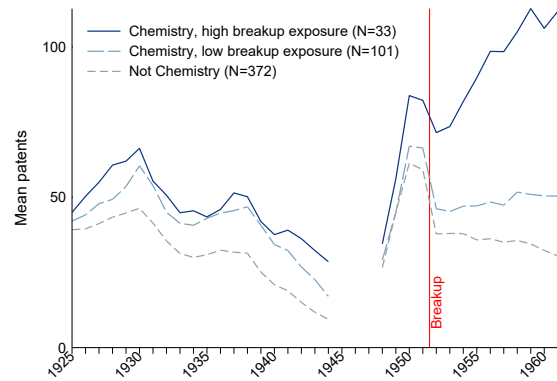 Chemistry, high breakup exposure (N=33)
Chemistry, low breakup exposure (N=101)
Not Chemistry (N=372)
100
50
0
Mean patents
Breakup
1925
1930
1935
1940
1945
1950
1955
1960